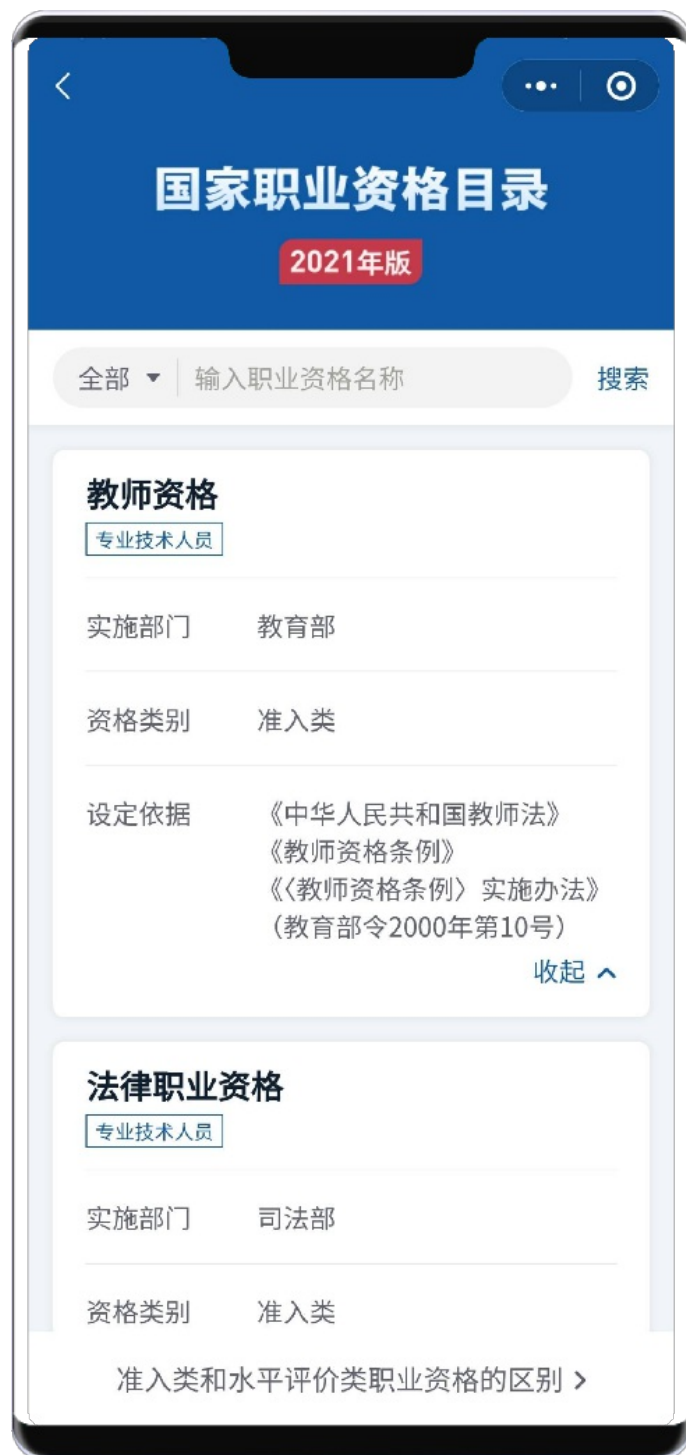 国家职业资格目录
2021年版
全部 输入职业资格名称 搜索
教师资格
专业技术人员
实施部门 教育部
资格类别 准入类
设定依据 《中华人民共和国教师法》
《教师资格条例》
《〈教师资格条例〉实施办法》
（教育部令2000年第10号）
收起
法律职业资格
专业技术人员
实施部门 司法部
资格类别 准入类
准入类和水平评价类职业资格的区别